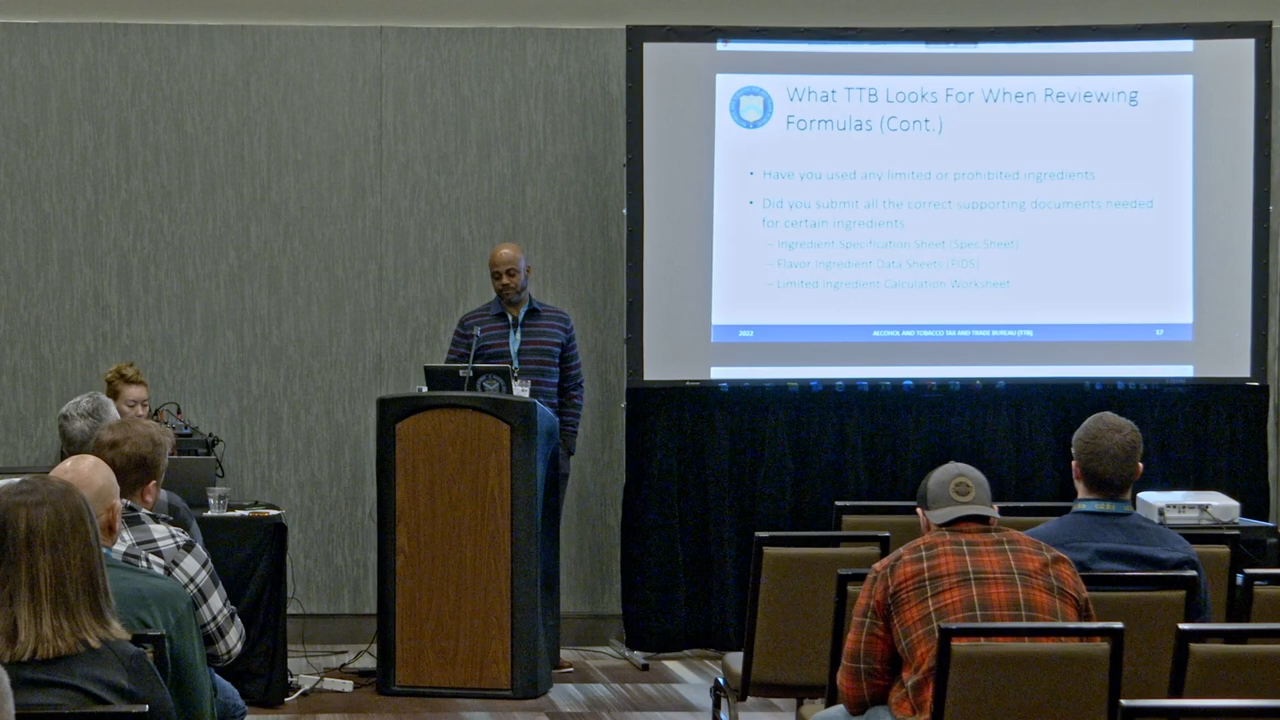 What TTB Looks For When Reviewing
Formulas (Cont.)
• Have you used any limited or prohibited ingredients
• Did you submit all the correct supporting documents needed
for certain ingredients
– Ingredient Specification Sheet (Spec Sheet)
– Flavor Ingredient Data Sheets (FIDS)
– Limited Ingredient Calculation Worksheet
2022
ALCOHOL AND TOBACCO TAX AND TRADE BUREAU (TTB)
17